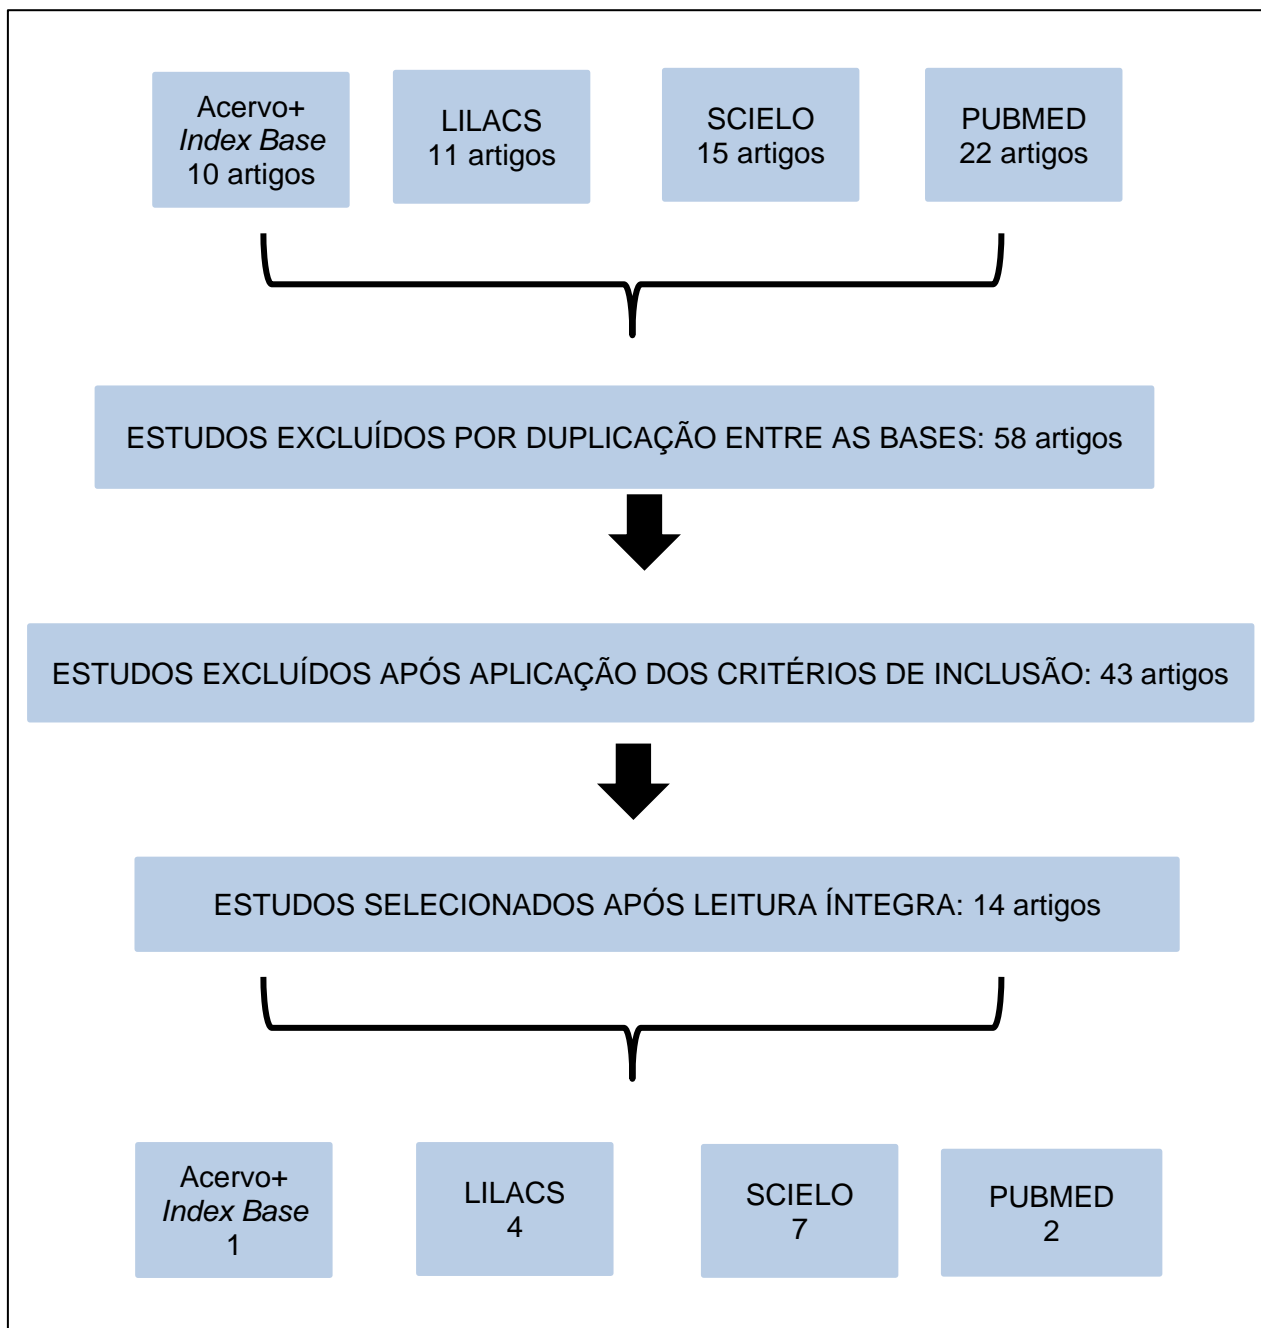 Acervo+
Index Base
10 artigos
LILACS
11 artigos
SCIELO
15 artigos
PUBMED
22 artigos
ESTUDOS EXCLUÍDOS POR DUPLICAÇÃO ENTRE AS BASES: 58 artigos
ESTUDOS EXCLUÍDOS APÓS APLICAÇÃO DOS CRITÉRIOS DE INCLUSÃO: 43 artigos
ESTUDOS SELECIONADOS APÓS LEITURA ÍNTEGRA: 14 artigos
Acervo+
Index Base
1
LILACS
4
SCIELO
7
PUBMED
2